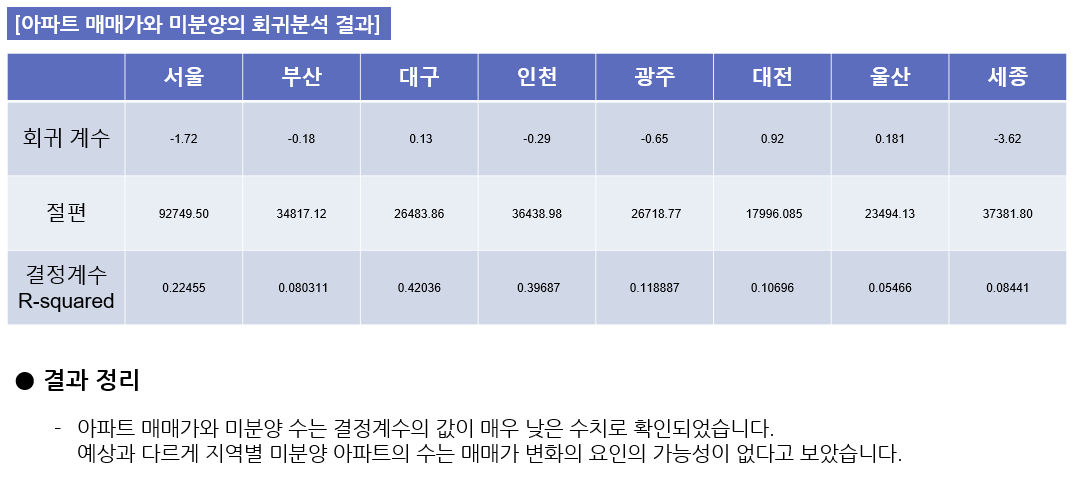 [아파트 매매가와 미분양의 회귀분석 결과]
서울 부산 대구 인천 광주 대전 울산 세종
회귀 계수 -1.72 -0.18 0.13 -0.29 -0.65 0.92 0.181 -3.62
절편 92749.50 34817.12 26483.86 36438.98 26718.77 17996.085 23494.13 37381.80
결정계수
R-squared 0.22455 0.080311 0.42036 0.39687 0.118887 0.10696 0.05466 0.08441
● 결과 정리
- 아파트 매매가와 미분양 수는 결정계수의 값이 매우 낮은 수치로 확인되었습니다.
예상과 다르게 지역별 미분양 아파트의 수는 매매가 변화의 요인의 가능성이 없다고 보았습니다.